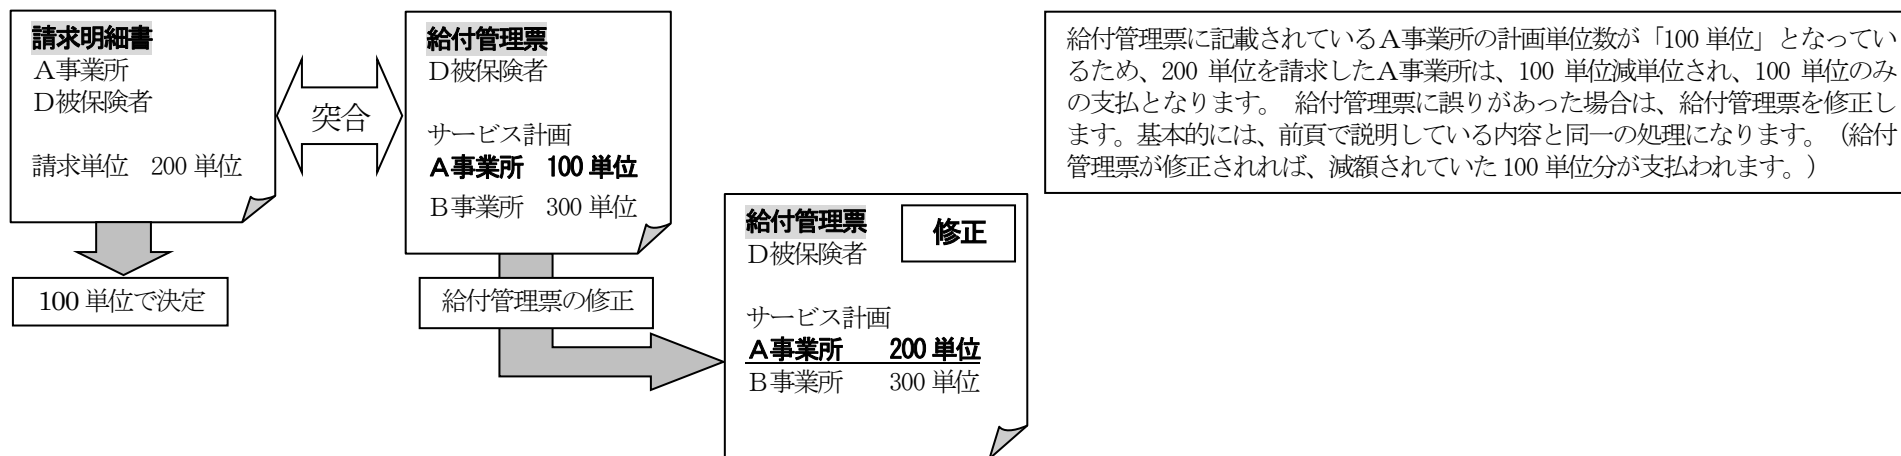 請求明細書
A事業所
D被保険者
請求単位 200 単位
突合
給付管理票
D被保険者
サービス計画
A事業所 100 単位
B事業所 300 単位
給付管理票に記載されているA事業所の計画単位数が「100 単位」となってい
るため、200 単位を請求したA事業所は、100 単位減単位され、100 単位のみ
の支払となります。 給付管理票に誤りがあった場合は、給付管理票を修正し
ます。基本的には、前頁で説明している内容と同一の処理になります。（給付
管理票が修正されれば、減額されていた 100 単位分が支払われます。）
100 単位で決定
給付管理票の修正
給付管理票
修正
D被保険者
サービス計画
A事業所 200 単位
B事業所 300 単位